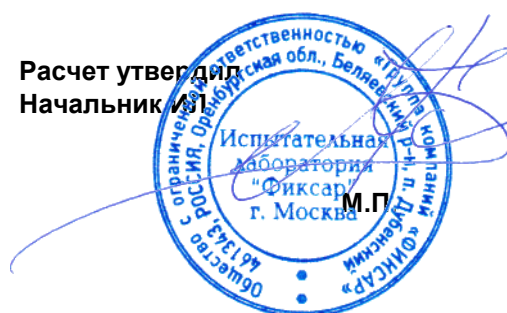 Расчет утвердил
Начальник ИЛ
Общество с ограниченной ответственностью «Группа компаний «ФИКСАР»
461343, РОССИЯ, Оренбургская обл., Беляевский р-н, п. Дубенский
Испытательная
лаборатория
"Фиксар"
г. Москва
М.П.